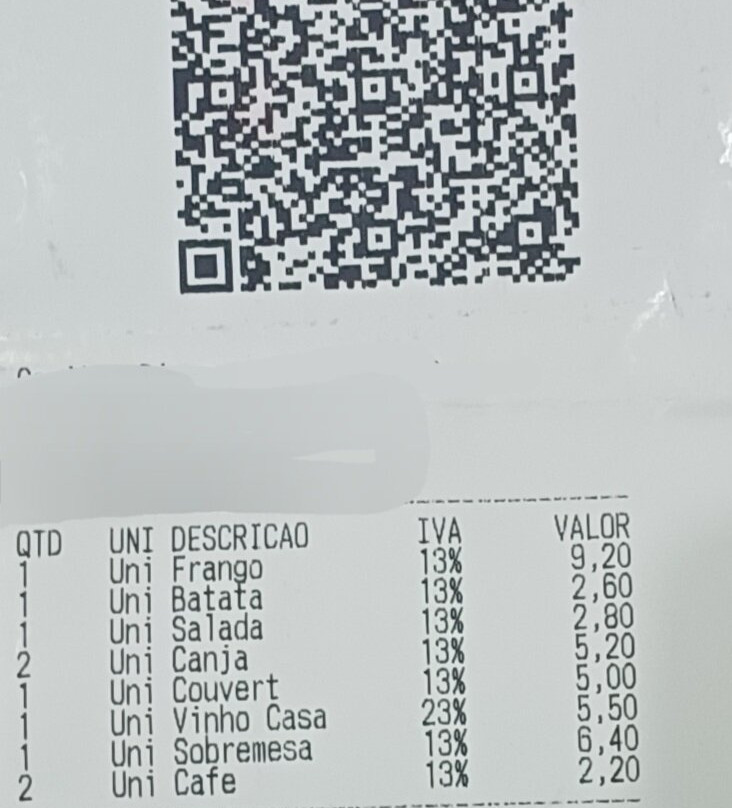 QTD UNI DESCRICAO IVA VALOR
1 Uni Frango 13% 9,20
1 Uni Batata 13% 2,60
1 Uni Salada 13% 2,80
2 Uni Canja 13% 5,20
1 Uni Couvert 13% 5,00
1 Uni Vinho Casa 23% 5,50
1 Uni Sobremesa 13% 6,40
2 Uni Cafe 13% 2,20